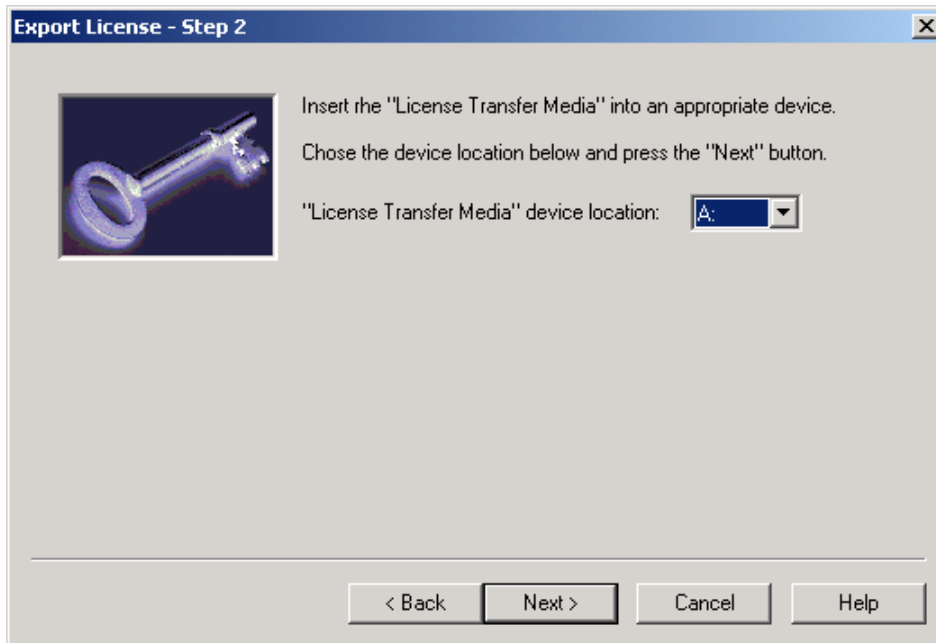 Export License - Step 2
Insert rhe "License Transfer Media" into an appropriate device.
Chose the device location below and press the "Next" button.
"License Transfer Media" device location: A:
< Back Next > Cancel Help